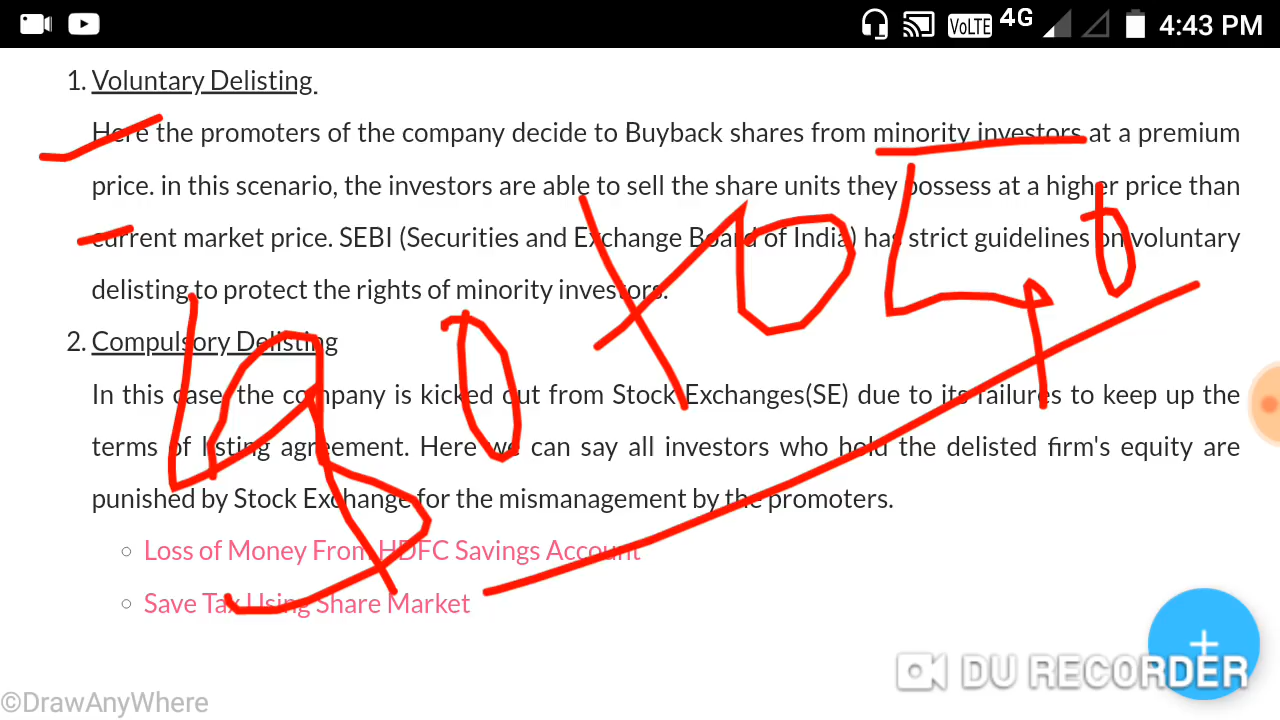 VoLTE 4G 4:43 PM
1. Voluntary Delisting
Here the promoters of the company decide to Buyback shares from minority investors at a premium
price. in this scenario, the investors are able to sell the share units they possess at a higher price than
current market price. SEBI (Securities and Exchange Board of India) has strict guidelines on voluntary
delisting to protect the rights of minority investors.
2. Compulsory Delisting
In this case, the company is kicked out from Stock Exchanges(SE) due to its failures to keep up the
terms of listing agreement. Here we can say all investors who hold the delisted firm's equity are
punished by Stock Exchange for the mismanagement by the promoters.
Loss of Money From HDFC Savings Account
Save Tax Using Share Market
DU RECORDER
©DrawAnyWhere